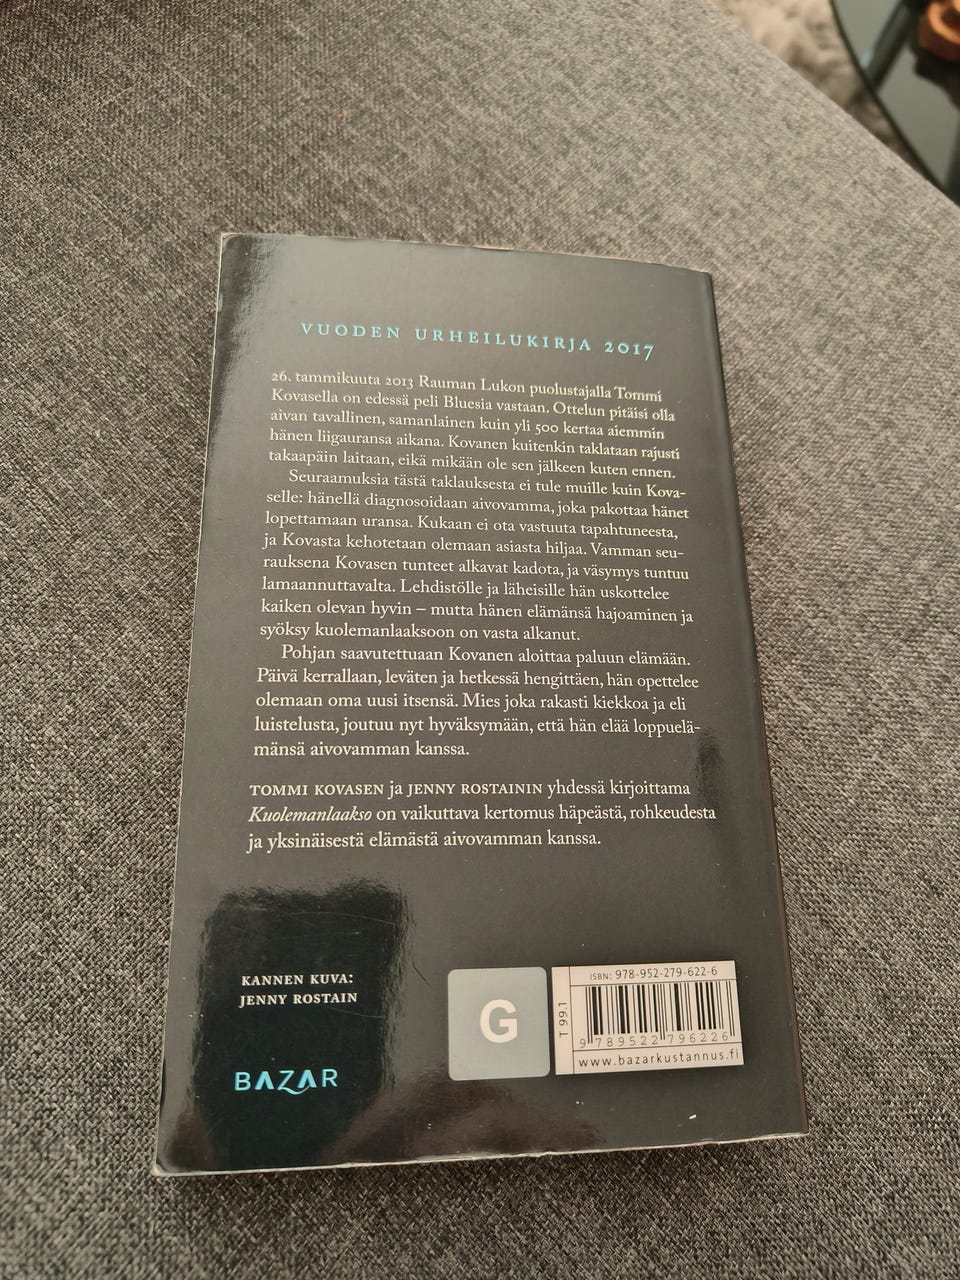 VUODEN URHEILUKIRJA 2017
26. tammikuuta 2013 Rauman Lukon puolustajalla Tommi
Kovasella on edessä peli Bluesia vastaan. Ottelun pitäisi olla
aivan tavallinen, samanlainen kuin yli 500 kertaa aiemmin
hänen liigauransa aikana. Kovanen kuitenkin taklataan rajusti
takaapäin laitaan, eikä mikään ole sen jälkeen kuten ennen.
Seuraamuksia tästä taklauksesta ei tule muille kuin Kova-
selle: hänellä diagnosoidaan aivovamma, joka pakottaa hänet
lopettamaan uransa. Kukaan ei ota vastuuta tapahtuneesta,
ja Kovasta kehotetaan olemaan asiasta hiljaa. Vamman seu-
rauksena Kovasen tunteet alkavat kadota, ja väsymys tuntuu
lamaannuttavalta. Lehdistölle ja läheisille hän uskottelee
kaiken olevan hyvin – mutta hänen elämänsä hajoaminen ja
syöksy kuolemanlaaksoon on vasta alkanut.
Pohjan saavutettuaan Kovanen aloittaa paluun elämään.
Päivä kerrallaan, leväten ja hetkessä hengittäen, hän opettelee
olemaan oma uusi itsensä. Mies joka rakasti kiekkoa ja eli
luistelusta, joutuu nyt hyväksymään, että hän elää loppuelä-
mänsä aivovamman kanssa.
TOMMI KOVASEN ja JENNY ROSTAININ yhdessä kirjoittama
Kuolemanlaakso on vaikuttava kertomus häpeästä, rohkeudesta
ja yksinäisestä elämästä aivovamman kanssa.
KANNEN KUVA:
JENNY ROSTAIN
BAZAR
G
T 99.1
ISBN: 978-952-279-622-6
9 789522 796226
www.bazarkustannus.fi